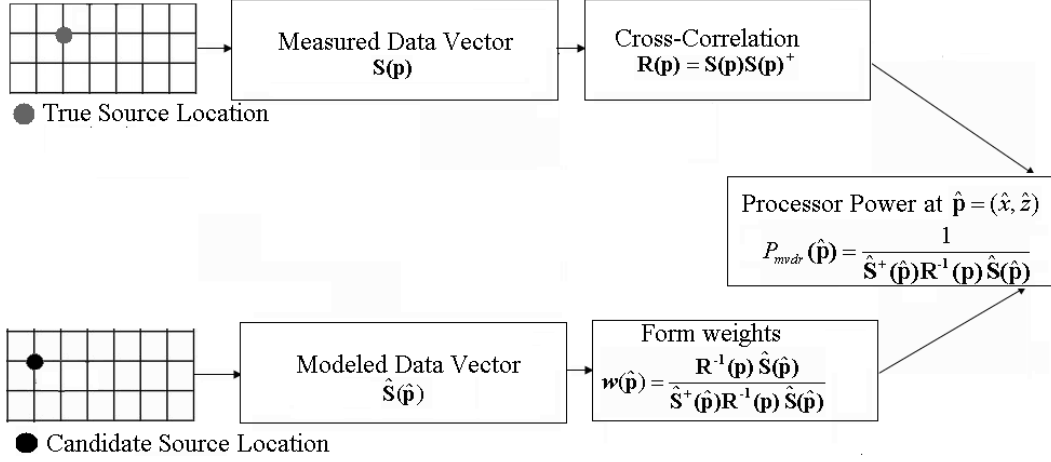 Measured Data Vector
S(p)
Cross-Correlation
R(p) = S(p)S(p)⁺
True Source Location
Processor Power at p̂ = (x̂, ẑ)
P_mvdr(p̂) = 1 / Ŝ⁺(p̂)R⁻¹(p) Ŝ(p̂)
Modeled Data Vector
Ŝ(p̂)
Form weights
w(p̂) = R⁻¹(p) Ŝ(p̂) / Ŝ⁺(p̂)R⁻¹(p) Ŝ(p̂)
Candidate Source Location